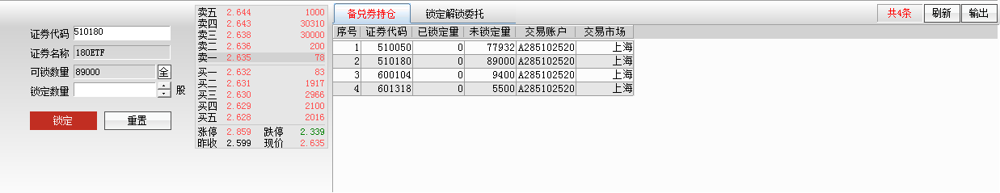 证券代码 510180
证券名称 180ETF
可锁数量 89000 全
锁定数量 股
锁定 重置
卖五 2.644 1000
卖四 2.643 30310
卖三 2.638 30000
卖二 2.636 200
卖一 2.635 78
买一 2.632 83
买二 2.631 1917
买三 2.630 2966
买四 2.629 2100
买五 2.628 2016
涨停 2.859 跌停 2.339
昨收 2.599 现价 2.635
备兑券持仓 锁定解锁委托 共4条 刷新 输出
序号 证券代码 已锁定量 未锁定量 交易账户 交易市场
1 510050 0 77932 A285102520 上海
2 510180 0 89000 A285102520 上海
3 600104 0 9400 A285102520 上海
4 601318 0 5500 A285102520 上海